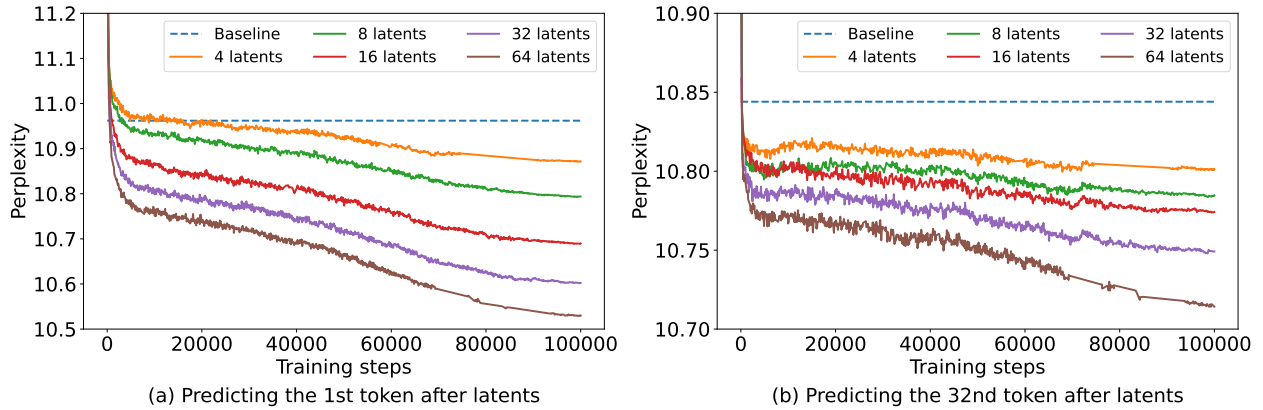 11.2
11.1
11.0
10.9
10.8
10.7
10.6
10.5
Perplexity
Baseline
4 latents
8 latents
16 latents
32 latents
64 latents
0 20000 40000 60000 80000 100000
Training steps
(a) Predicting the 1st token after latents
10.90
10.85
10.80
10.75
10.70
Perplexity
Baseline
4 latents
8 latents
16 latents
32 latents
64 latents
0 20000 40000 60000 80000 100000
Training steps
(b) Predicting the 32nd token after latents